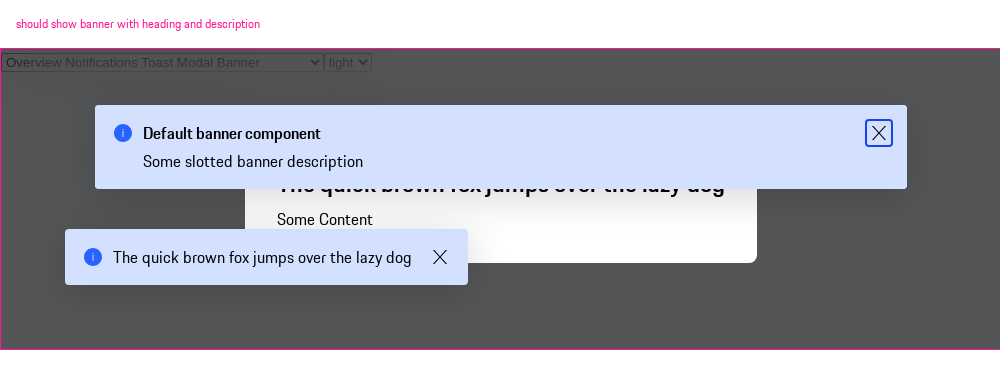 should show banner with heading and description
Overview Notifications Toast Modal Banner light
Default banner component
Some slotted banner description
The quick brown fox jumps over the lazy dog
Some Content
The quick brown fox jumps over the lazy dog